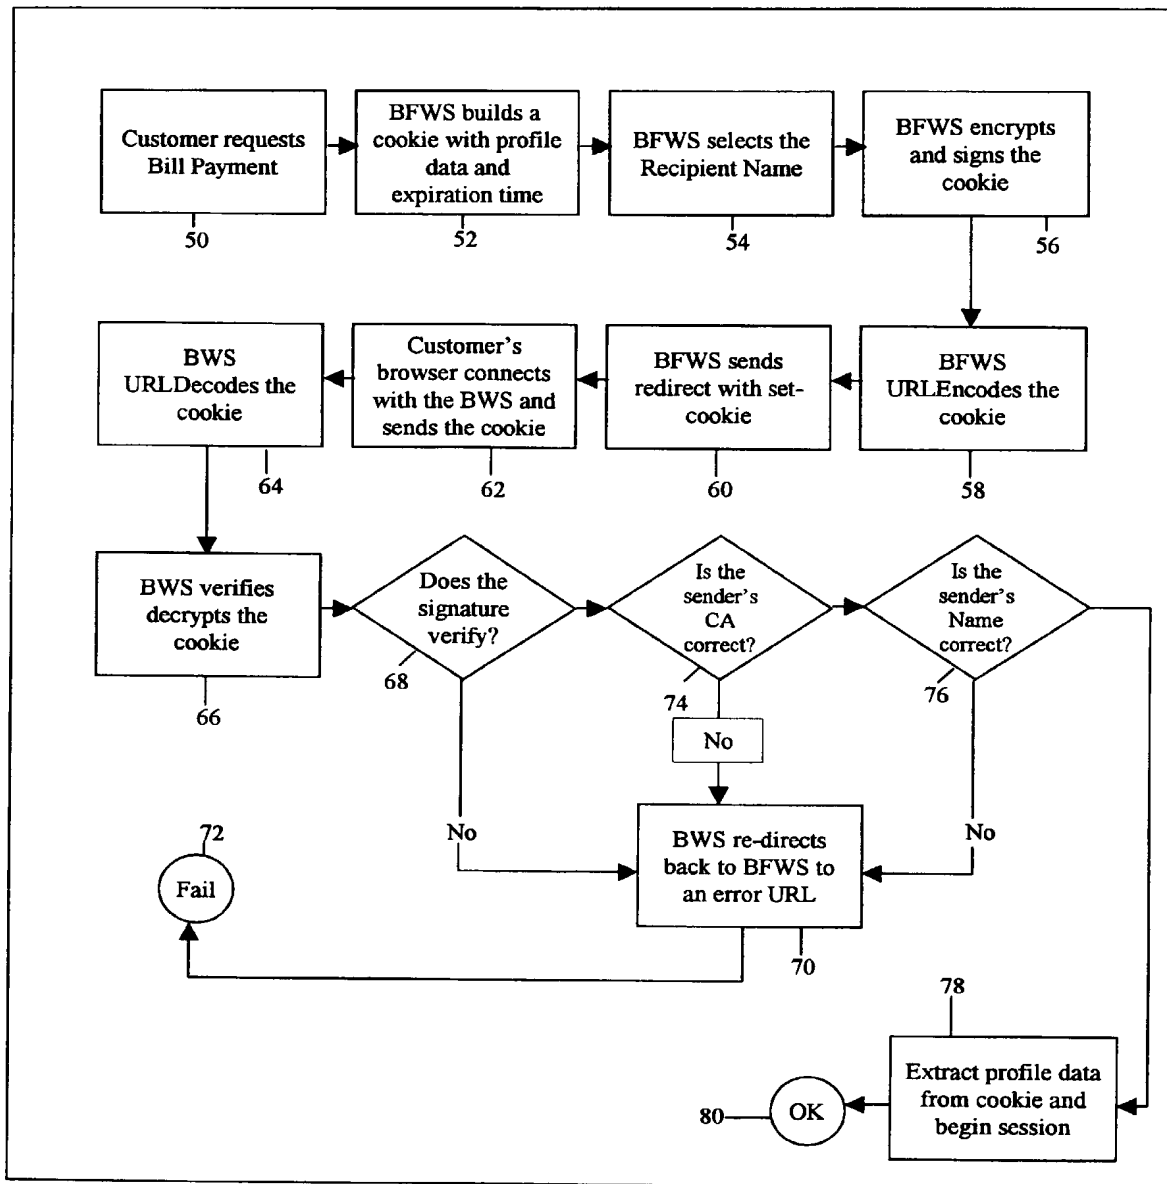 Customer requests
Bill Payment
50
BFWS builds a
cookie with profile
data and
expiration time
52
BFWS selects the
Recipient Name
54
BFWS encrypts
and signs the
cookie
56
BFWS
URLEncodes the
cookie
58
BFWS sends
redirect with set-
cookie
60
Customer's
browser connects
with the BWS and
sends the cookie
62
BWS
URLDecodes the
cookie
64
BWS verifies
decrypts the
cookie
66
Does the
signature
verify?
68
Is the
sender's
CA
correct?
74
Is the
sender's
Name
correct?
76
No
No
No
BWS re-directs
back to BFWS to
an error URL
70
72
Fail
78
Extract profile data
from cookie and
begin session
80
OK